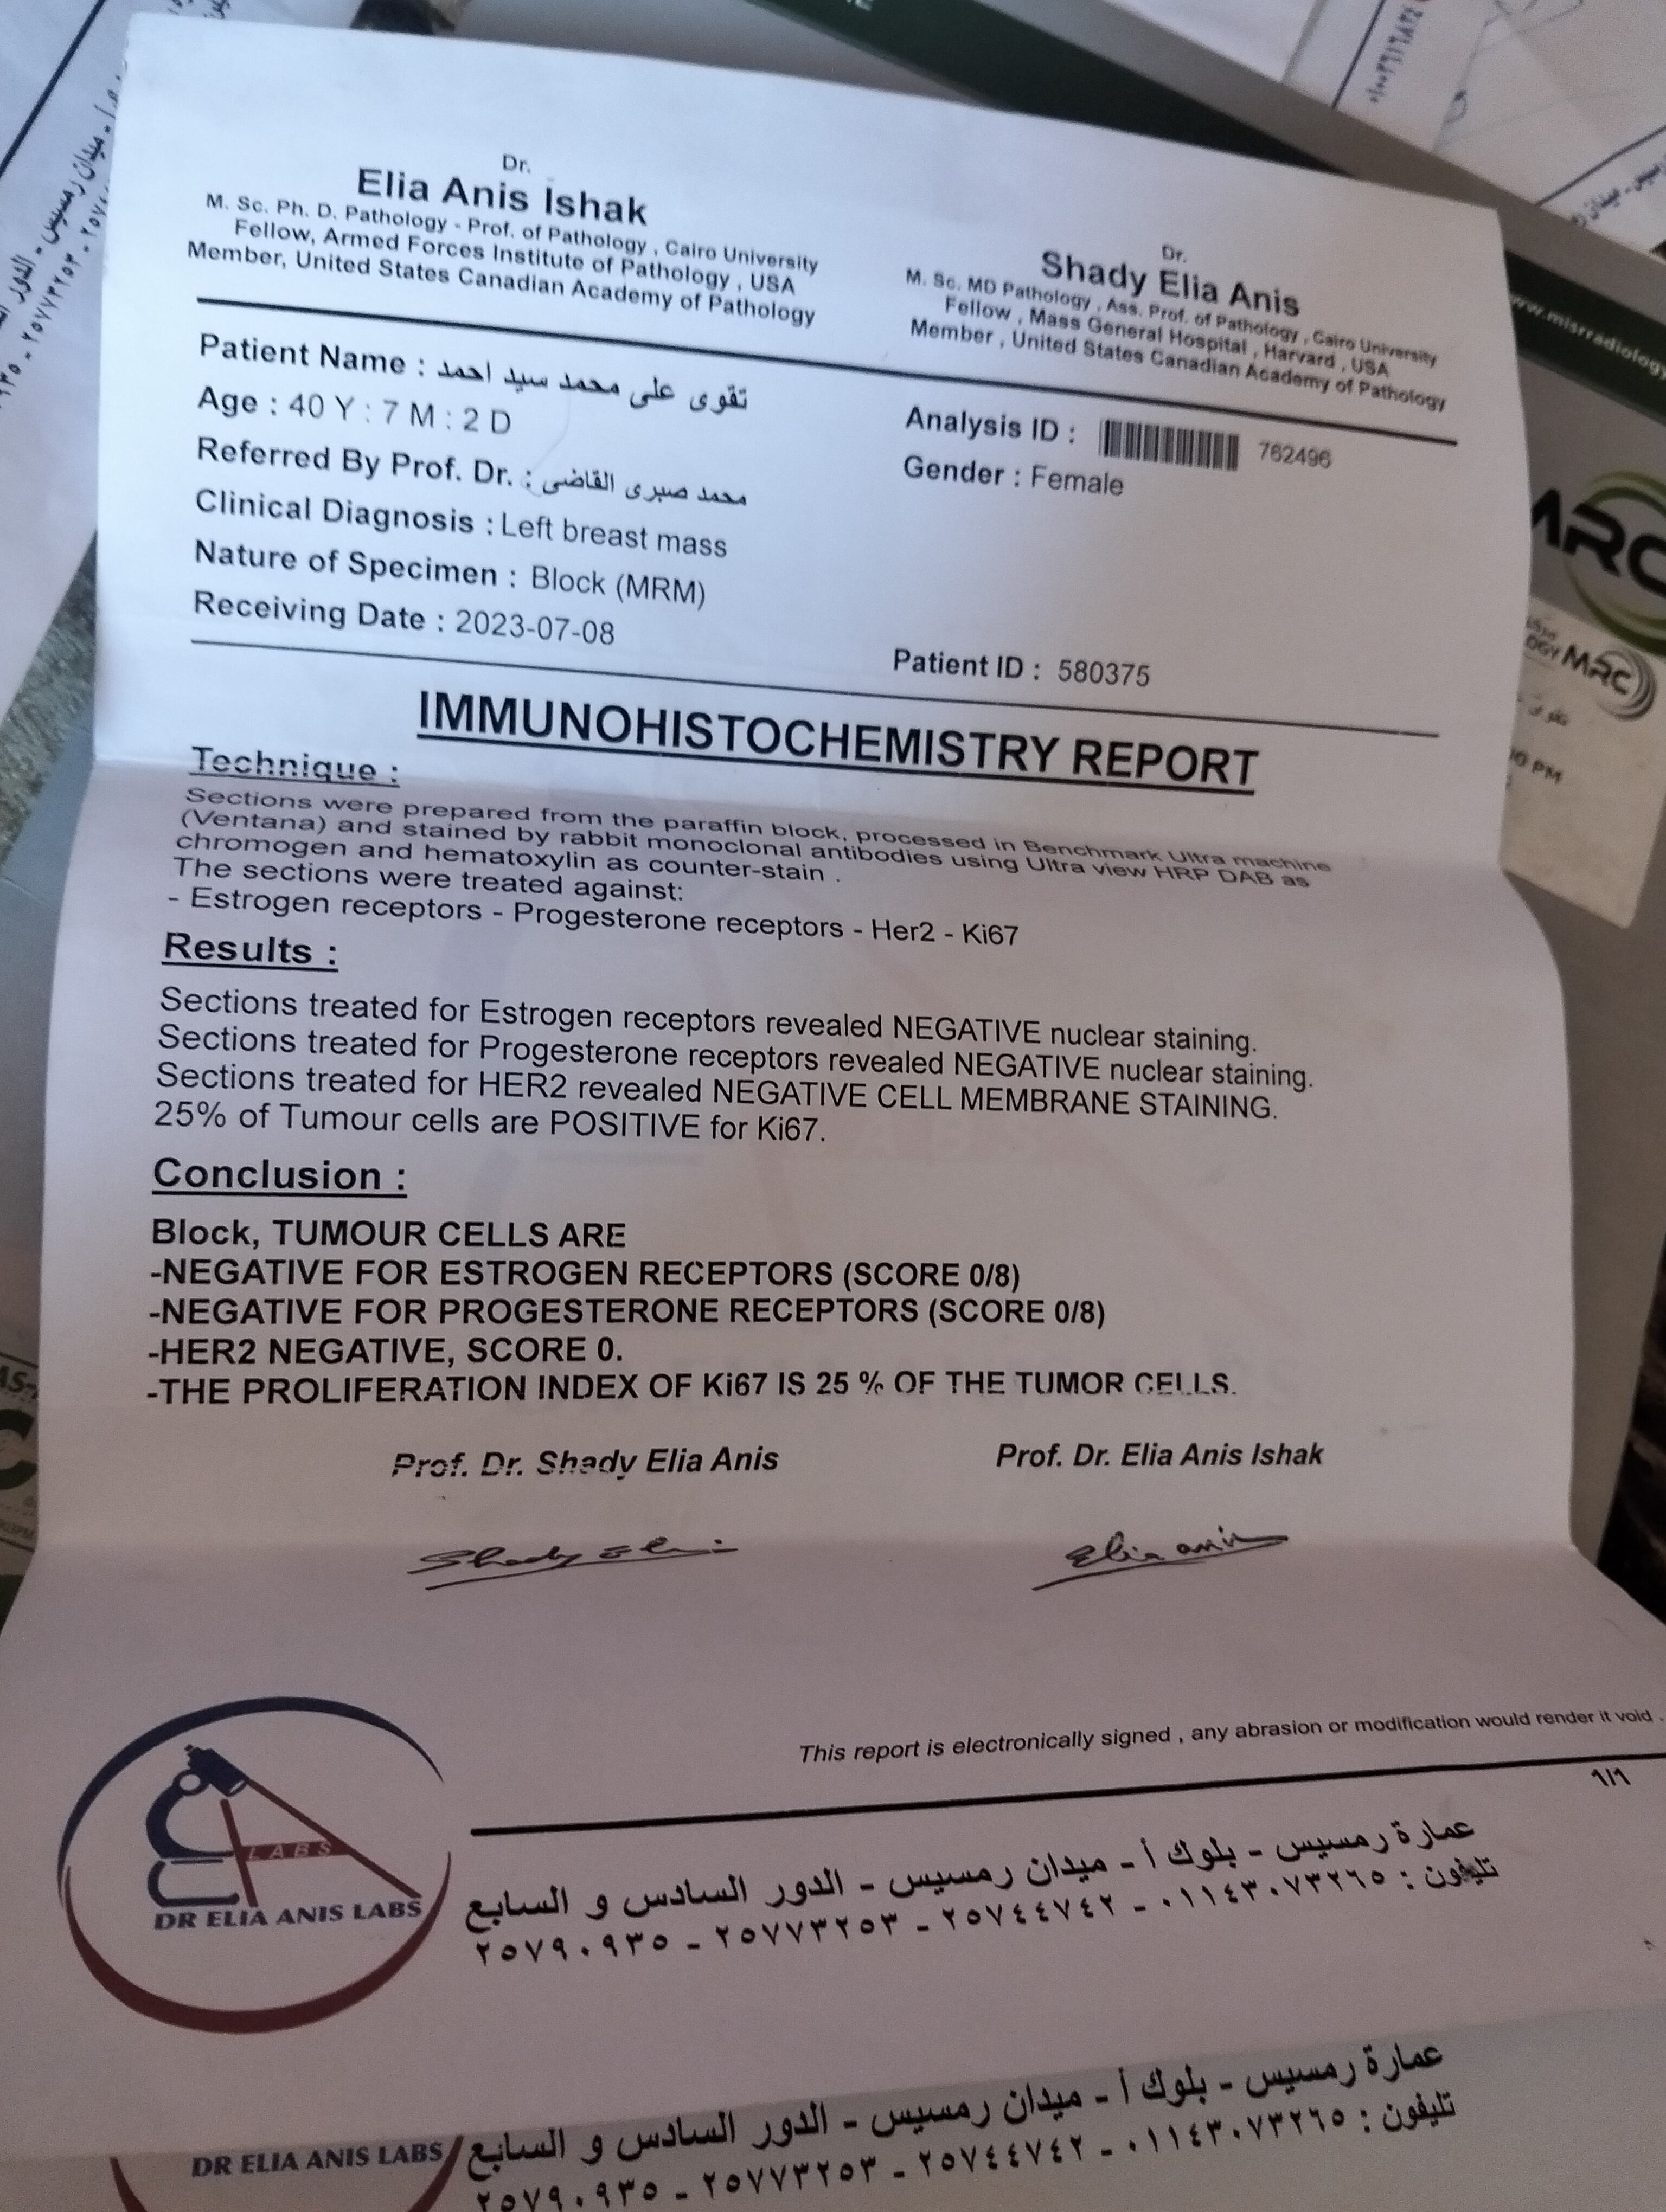 Dr.
Elia Anis Ishak
M. Sc. Ph. D. Pathology - Prof. of Pathology , Cairo University
Fellow, Armed Forces Institute of Pathology , USA
Member, United States Canadian Academy of Pathology
Dr.
Shady Elia Anis
M. Sc. MD Pathology , Ass. Prof. of Pathology , Cairo University
Fellow , Mass General Hospital , Harvard , USA
Member , United States Canadian Academy of Pathology
Patient Name : تقوى على محمد سيد احمد
Age : 40 Y : 7 M : 2 D
Referred By Prof. Dr. : محمد صبرى القاضى
Clinical Diagnosis : Left breast mass
Nature of Specimen : Block (MRM)
Receiving Date : 2023-07-08
Analysis ID : 762496
Gender : Female
Patient ID : 580375
IMMUNOHISTOCHEMISTRY REPORT
Technique :
Sections were prepared from the paraffin block, processed in Benchmark Ultra machine
(Ventana) and stained by rabbit monoclonal antibodies using Ultra view HRP DAB as
chromogen and hematoxylin as counter-stain .
The sections were treated against:
- Estrogen receptors - Progesterone receptors - Her2 - Ki67
Results :
Sections treated for Estrogen receptors revealed NEGATIVE nuclear staining.
Sections treated for Progesterone receptors revealed NEGATIVE nuclear staining.
Sections treated for HER2 revealed NEGATIVE CELL MEMBRANE STAINING.
25% of Tumour cells are POSITIVE for Ki67.
Conclusion :
Block, TUMOUR CELLS ARE
-NEGATIVE FOR ESTROGEN RECEPTORS (SCORE 0/8)
-NEGATIVE FOR PROGESTERONE RECEPTORS (SCORE 0/8)
-HER2 NEGATIVE, SCORE 0.
-THE PROLIFERATION INDEX OF Ki67 IS 25 % OF THE TUMOR CELLS.
Prof. Dr. Shady Elia Anis
Prof. Dr. Elia Anis Ishak
Shady Elia
Elia anis
This report is electronically signed , any abrasion or modification would render it void .
١/١
LABS
DR ELIA ANIS LABS
عمارة رمسيس - بلوك أ - ميدان رمسيس - الدور السادس و السابع
تليفون : ٠١١٤٣٠٧٣٢٦٥ - ٢٥٧٤٤٧٤٢ - ٢٥٧٧٣٢٥٣ - ٢٥٧٩٠٩٣٥
DR ELIA ANIS LABS
عمارة رمسيس - بلوك أ - ميدان رمسيس - الدور السادس و السابع
تليفون : ٠١١٤٣٠٧٣٢٦٥ - ٢٥٧٤٤٧٤٢ - ٢٥٧٧٣٢٥٣ - ٢٥٧٩٠٩٣٥
www.misrradiology
MRC
PM